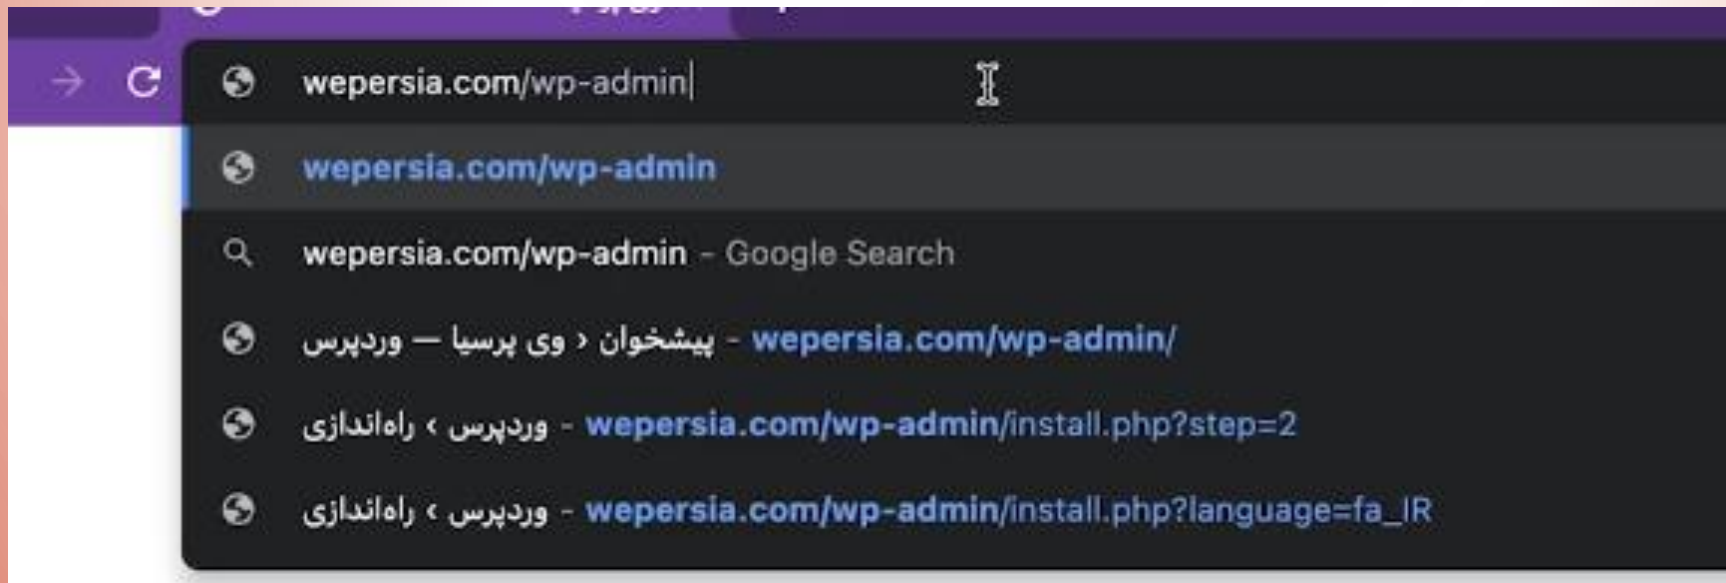 wepersia.com/wp-admin
wepersia.com/wp-admin
wepersia.com/wp-admin - Google Search
پیشخوان ‹ وی پرسیا — وردپرس - wepersia.com/wp-admin/
وردپرس › راه‌اندازی - wepersia.com/wp-admin/install.php?step=2
وردپرس › راه‌اندازی - wepersia.com/wp-admin/install.php?language=fa_IR